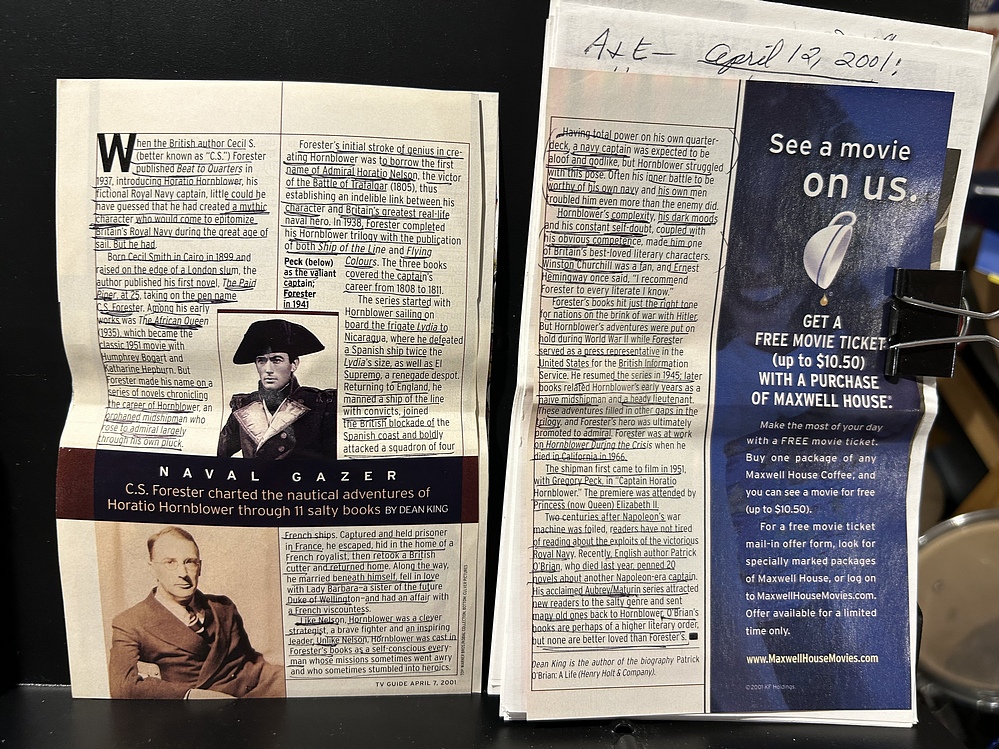 When the British author Cecil S.
(better known as "C.S.") Forester
published Beat to Quarters in
1937, introducing Horatio Hornblower, his
fictional Royal Navy captain, little could he
have guessed that he had created a mythic
character who would come to epitomize
Britain's Royal Navy during the great age of
sail. But he had.
Born Cecil Smith in Cairo in 1899 and
raised on the edge of a London slum, the
author published his first novel, The Paid
Piper, at 25, taking on the pen name
C.S. Forester. Among his early
works was The African Queen
(1935), which became the
classic 1951 movie with
Humphrey Bogart and
Katharine Hepburn. But
Forester made his name on a
series of novels chronicling
the career of Hornblower, an
orphaned midshipman who
rose to admiral largely
through his own pluck.
Forester's initial stroke of genius in cre-
ating Hornblower was to borrow the first
name of Admiral Horatio Nelson, the victor
of the Battle of Trafalgar (1805), thus
establishing an indelible link between his
character and Britain's greatest real-life
naval hero. In 1938, Forester completed
his Hornblower trilogy with the publication
of both Ship of the Line and Flying
Colours. The three books
covered the captain's
career from 1808 to 1811.
The series started with
Hornblower sailing on
board the frigate Lydia to
Nicaragua, where he defeated
a Spanish ship twice the
Lydia's size, as well as El
Supremo, a renegade despot.
Returning to England, he
manned a ship of the line
with convicts, joined
the British blockade of the
Spanish coast and boldly
attacked a squadron of four
Peck (below)
as the valiant
captain;
Forester
in 1941
NAVAL GAZER
C.S. Forester charted the nautical adventures of
Horatio Hornblower through 11 salty books BY DEAN KING
French ships. Captured and held prisoner
in France, he escaped, hid in the home of a
French royalist, then retook a British
cutter and returned home. Along the way,
he married beneath himself, fell in love
with Lady Barbara—a sister of the future
Duke of Wellington—and had an affair with
a French viscountess.
Like Nelson, Hornblower was a clever
strategist, a brave fighter and an inspiring
leader. Unlike Nelson, Hornblower was cast in
Forester's books as a self-conscious every-
man whose missions sometimes went awry
and who sometimes stumbled into heroics.
TV GUIDE APRIL 7, 2001
A+E— April 12, 2001:
Having total power on his own quarter-
deck, a navy captain was expected to be
aloof and godlike, but Hornblower struggled
with this pose. Often his inner battle to be
worthy of his own navy and his own men
troubled him even more than the enemy did.
Hornblower's complexity, his dark moods
and his constant self-doubt, coupled with
his obvious competence, made him one
of Britain's best-loved literary characters.
Winston Churchill was a fan, and Ernest
Hemingway once said, "I recommend
Forester to every literate I know."
Forester's books hit just the right tone
for nations on the brink of war with Hitler.
But Hornblower's adventures were put on
hold during World War II while Forester
served as a press representative in the
United States for the British Information
Service. He resumed the series in 1945; later
books related Hornblower's early years as a
naive midshipman and a heady lieutenant.
These adventures filled in other gaps in the
trilogy, and Forester's hero was ultimately
promoted to admiral. Forester was at work
on Hornblower During the Crisis when he
died in California in 1966.
The shipman first came to film in 1951,
with Gregory Peck, in "Captain Horatio
Hornblower." The premiere was attended by
Princess (now Queen) Elizabeth II.
Two centuries after Napoleon's war
machine was foiled, readers have not tired
of reading about the exploits of the victorious
Royal Navy. Recently, English author Patrick
O'Brian, who died last year, penned 20
novels about another Napoleon-era captain.
His acclaimed Aubrey/Maturin series attracted
new readers to the salty genre and sent
many old ones back to Hornblower. O'Brian's
books are perhaps of a higher literary order,
but none are better loved than Forester's.
Dean King is the author of the biography Patrick
O'Brian: A Life (Henry Holt & Company).
See a movie
on us.
GET A
FREE MOVIE TICKET
(up to $10.50)
WITH A PURCHASE
OF MAXWELL HOUSE®.
Make the most of your day
with a FREE movie ticket.
Buy one package of any
Maxwell House Coffee, and
you can see a movie for free
(up to $10.50).
For a free movie ticket
mail-in offer form, look for
specially marked packages
of Maxwell House, or log on
to MaxwellHouseMovies.com.
Offer available for a limited
time only.
www.MaxwellHouseMovies.com
©2001 KF Holdings